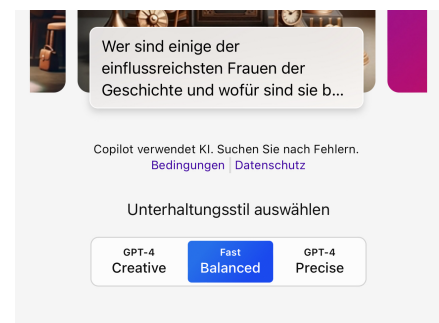 Wer sind einige der
einflussreichsten Frauen der
Geschichte und wofür sind sie b...
Copilot verwendet KI. Suchen Sie nach Fehlern.
Bedingungen | Datenschutz
Unterhaltungsstil auswählen
GPT-4 Fast GPT-4
Creative Balanced Precise